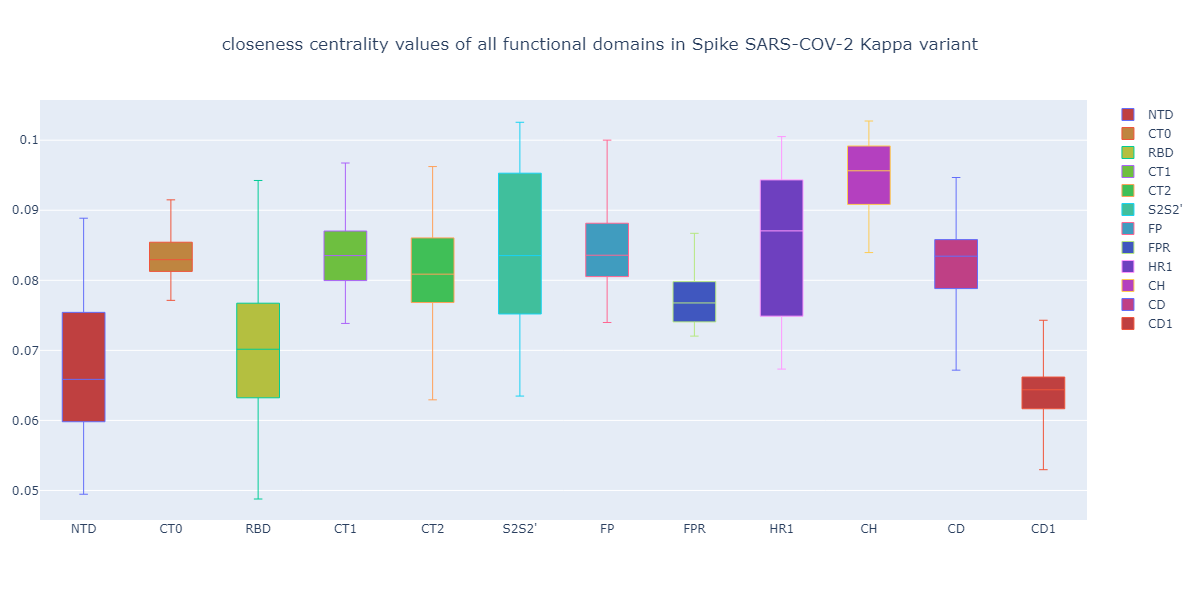 closeness centrality values of all functional domains in Spike SARS-COV-2 Kappa variant
0.1
0.09
0.08
0.07
0.06
0.05
NTD CT0 RBD CT1 CT2 S2S2' FP FPR HR1 CH CD CD1
NTD
CT0
RBD
CT1
CT2
S2S2'
FP
FPR
HR1
CH
CD
CD1